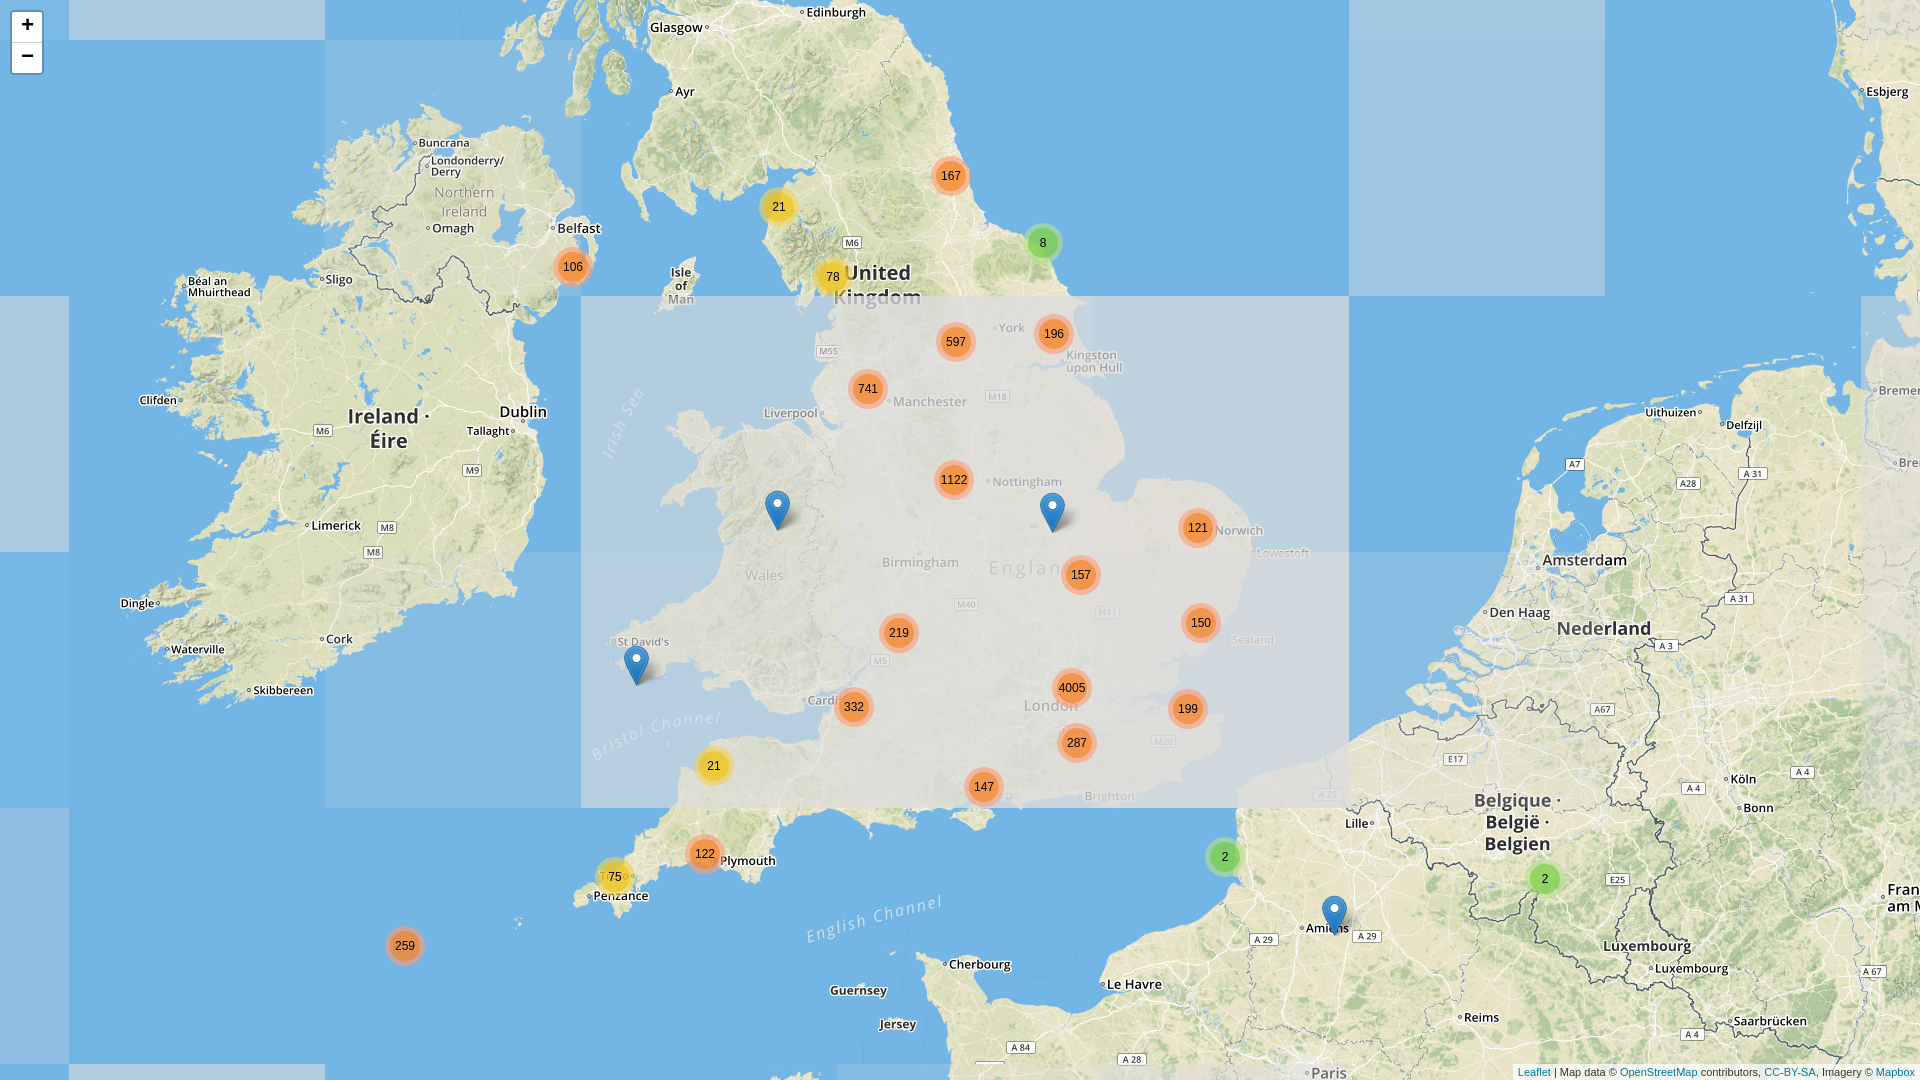 +
−
Edinburgh
Glasgow
Ayr
Esbjerg
Buncrana
Londonderry/
Derry
Northern
Ireland
Omagh
Belfast
167
21
8
M6
106
78
United
Kingdom
Isle
of
Man
Sligo
Béal an
Mhuirthead
York
196
597
M55
Kingston
upon Hull
741
Manchester
M18
Liverpool
Irish Sea
Clifden
Ireland ·
Éire
Dublin
Tallaght
M6
M9
Uithuizen
Delfzijl
A7
A 31
A28
1122
Nottingham
121
Norwich
Lowestoft
Limerick
M8
M8
Birmingham
Wales
157
Amsterdam
Dingle
M40
M11
A 31
Den Haag
Nederland
219
150
Sealand
Cork
Waterville
St David's
M5
A 3
Skibbereen
4005
London
332
199
A67
Bristol Channel
287
M20
E17
21
147
Brighton
A 25
Köln
A 4
A 4
Bonn
Belgique ·
België ·
Belgien
Lille
122
Plymouth
2
75
Penzance
2
E25
English Channel
Amiens
A 29
A 29
259
Luxembourg
Luxembourg
A 67
Cherbourg
Guernsey
Le Havre
Jersey
Reims
Saarbrücken
A 4
A 84
A 28
Paris
Leaflet | Map data © OpenStreetMap contributors, CC-BY-SA, Imagery © Mapbox